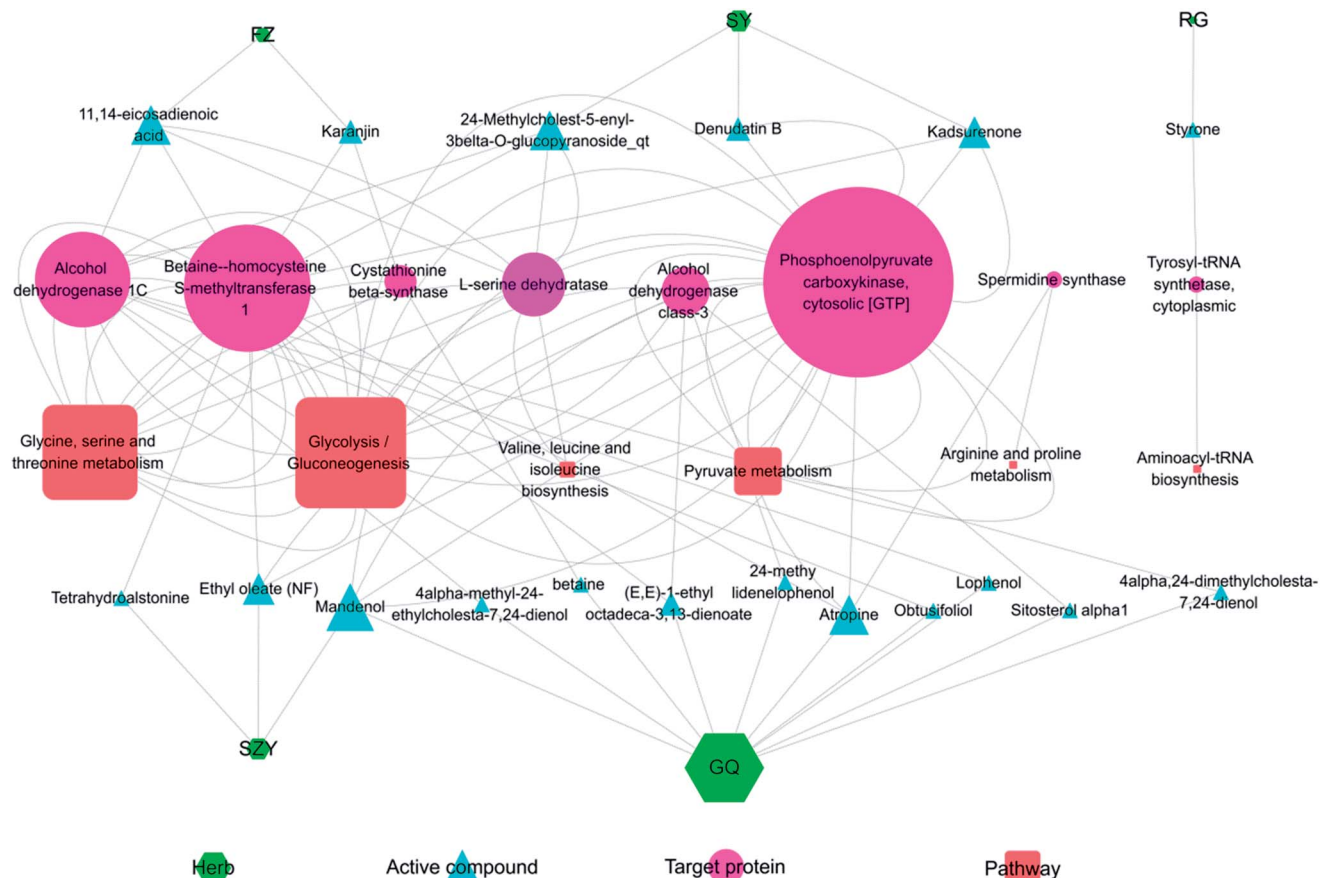 FZ
SY
RG
11,14-eicosadienoic
acid
Karanjin
24-Methylcholest-5-enyl-
3belta-O-glucopyranoside_qt
Denudatin B
Kadsurenone
Styrone
Alcohol
dehydrogenase 1C
Betaine--homocysteine
S-methyltransferase
1
Cystathionine
beta-synthase
L-serine dehydratase
Alcohol
dehydrogenase
class-3
Phosphoenolpyruvate
carboxykinase,
cytosolic [GTP]
Spermidine synthase
Tyrosyl-tRNA
synthetase,
cytoplasmic
Glycine, serine and
threonine metabolism
Glycolysis /
Gluconeogenesis
Valine, leucine and
isoleucine
biosynthesis
Pyruvate metabolism
Arginine and proline
metabolism
Aminoacyl-tRNA
biosynthesis
Tetrahydroalstonine
Ethyl oleate (NF)
Mandenol
4alpha-methyl-24-
ethylcholesta-7,24-dienol
betaine
(E,E)-1-ethyl
octadeca-3,13-dienoate
24-methy
lidenelophenol
Atropine
Obtusifoliol
Lophenol
Sitosterol alpha1
4alpha,24-dimethylcholesta-
7,24-dienol
SZY
GQ
Herb
Active compound
Target protein
Pathway